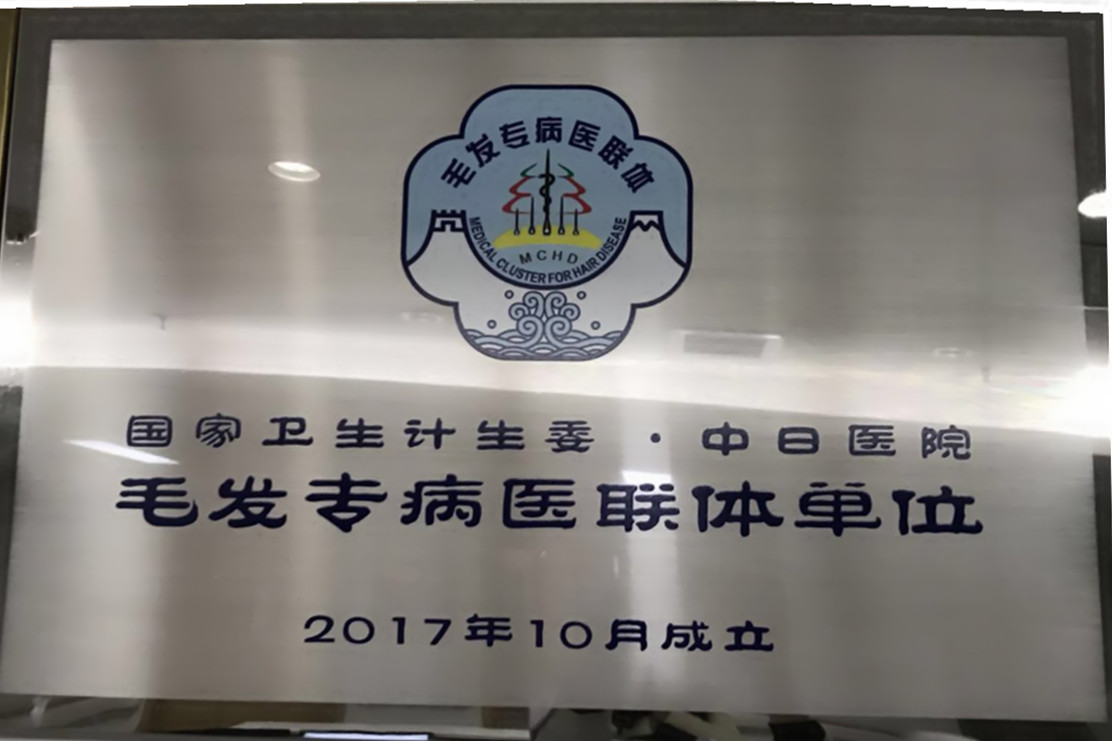 毛发专病医联体
MCHD
MEDICAL CLUSTER FOR HAIR DISEASE
国家卫生计生委·中日医院
毛发专病医联体单位
2017年10月成立